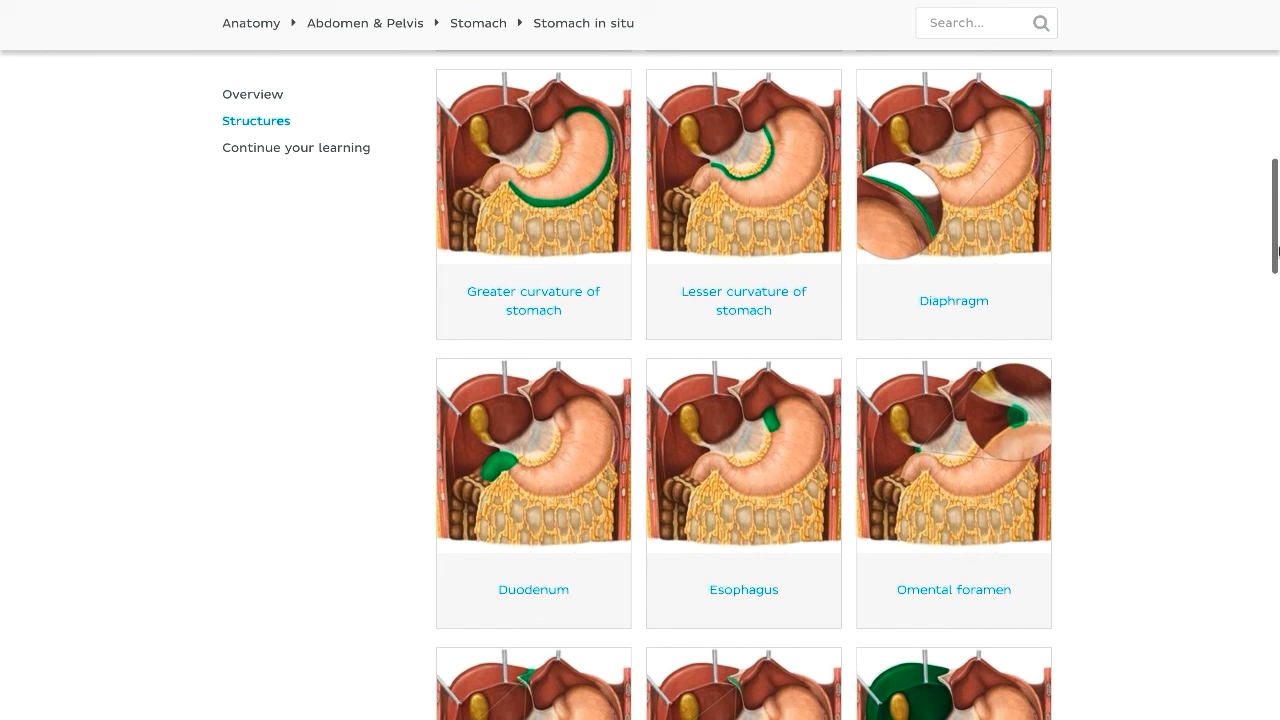 Anatomy Abdomen & Pelvis Stomach Stomach in situ
Search...
Overview
Structures
Continue your learning
Greater curvature of
stomach
Lesser curvature of
stomach
Diaphragm
Duodenum
Esophagus
Omental foramen